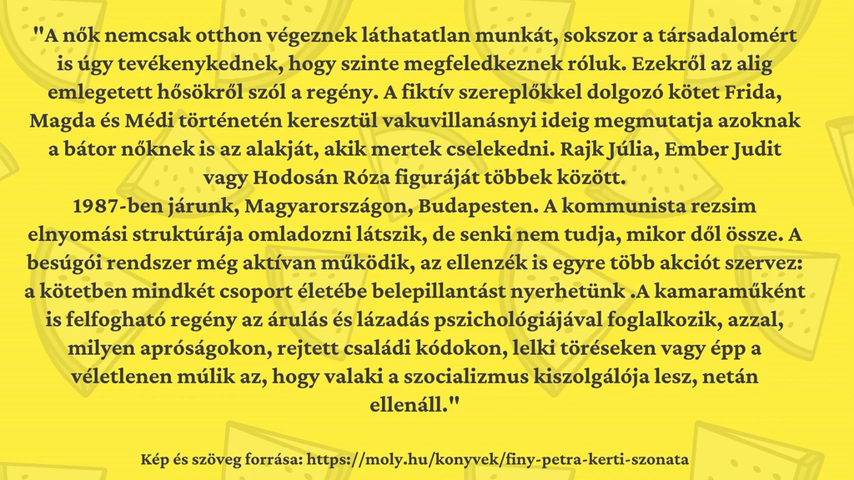 "A nők nemcsak otthon végeznek láthatatlan munkát, sokszor a társadalomért
is úgy tevékenykednek, hogy szinte megfeledkeznek róluk. Ezekről az alig
emlegetett hősökről szól a regény. A fiktív szereplőkkel dolgozó kötet Frida,
Magda és Médi történetén keresztül vakuvillanásnyi ideig megmutatja azoknak
a bátor nőknek is az alakját, akik mertek cselekedni. Rajk Júlia, Ember Judit
vagy Hodosán Róza figuráját többek között.
1987-ben járunk, Magyarországon, Budapesten. A kommunista rezsim
elnyomási struktúrája omladozni látszik, de senki nem tudja, mikor dől össze. A
besúgói rendszer még aktívan működik, az ellenzék is egyre több akciót szervez:
a kötetben mindkét csoport életébe belepillantást nyerhetünk .A kamaraműként
is felfogható regény az árulás és lázadás pszichológiájával foglalkozik, azzal,
milyen apróságokon, rejtett családi kódokon, lelki töréseken vagy épp a
véletlenen múlik az, hogy valaki a szocializmus kiszolgálója lesz, netán
ellenáll."
Kép és szöveg forrása: https://moly.hu/konyvek/finy-petra-kerti-szonata